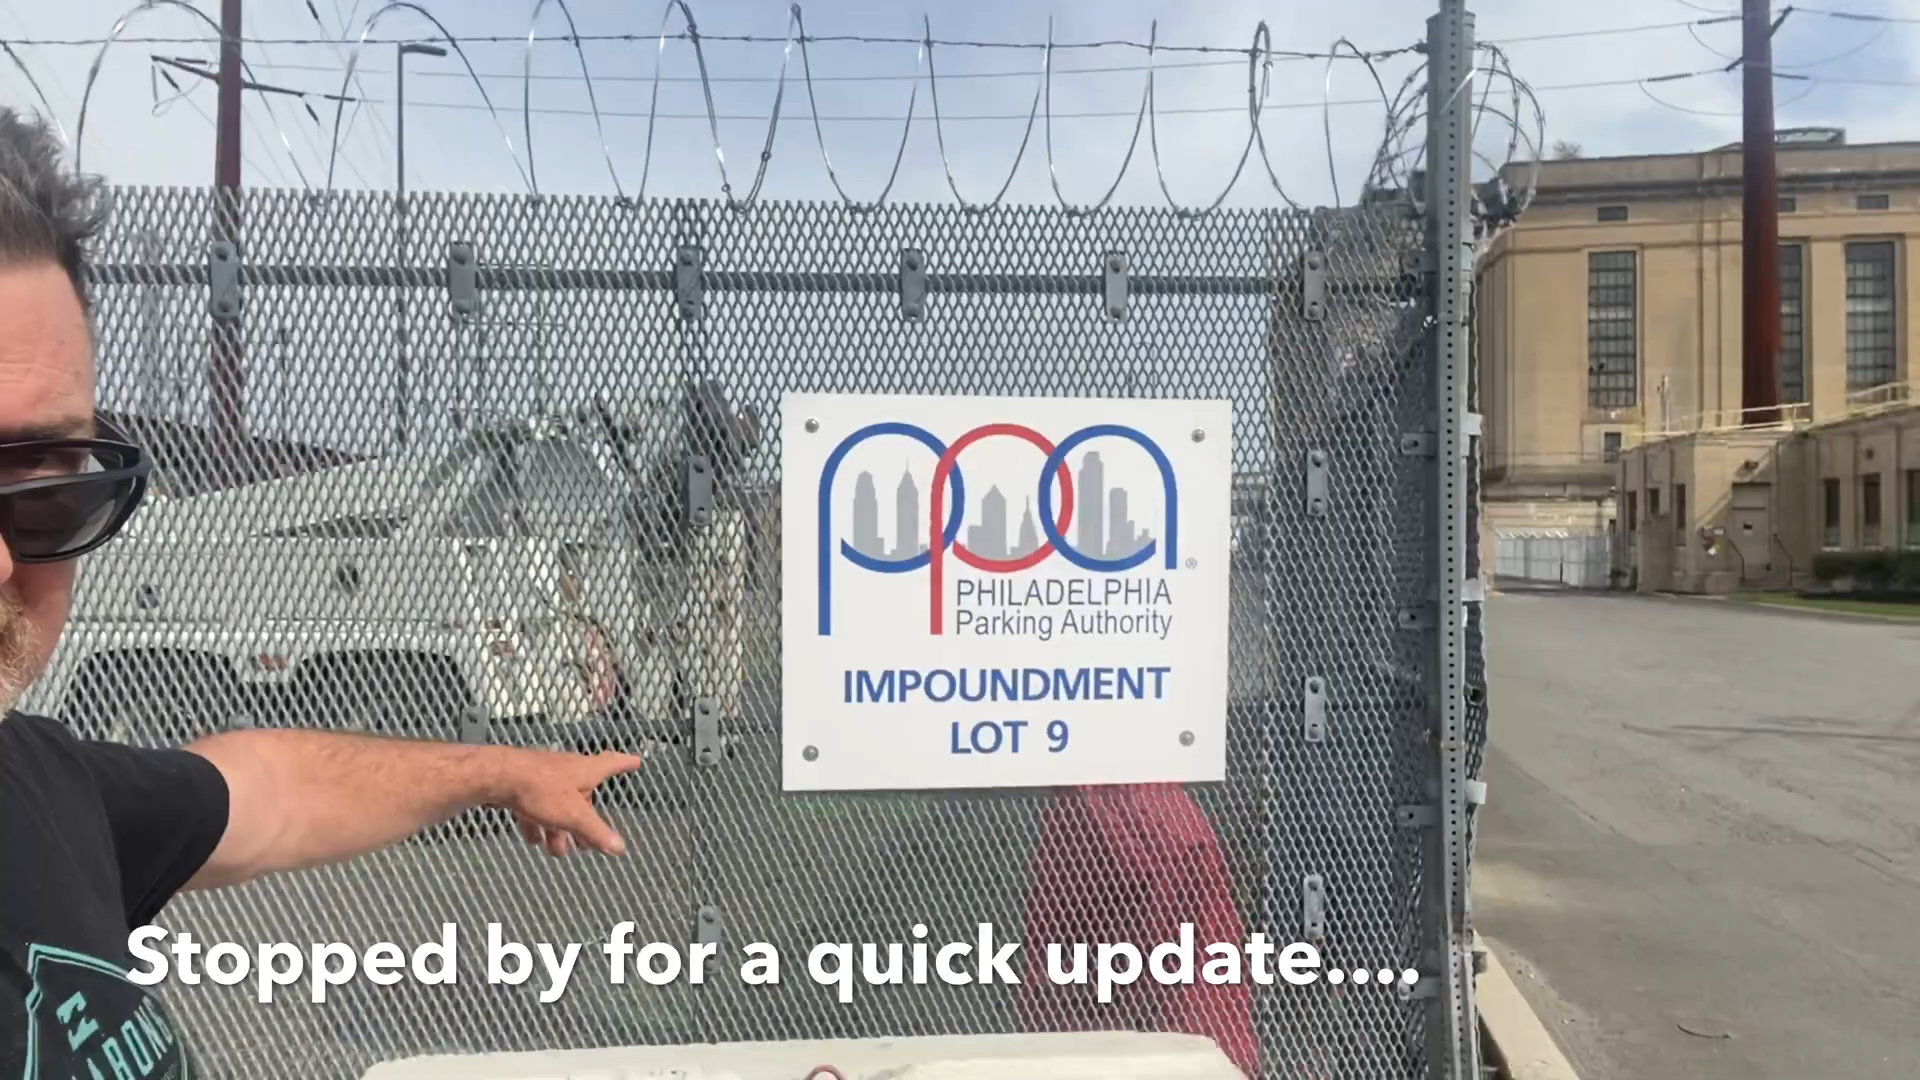 ppa
PHILADELPHIA
Parking Authority
IMPOUNDMENT
LOT 9
Stopped by for a quick update....